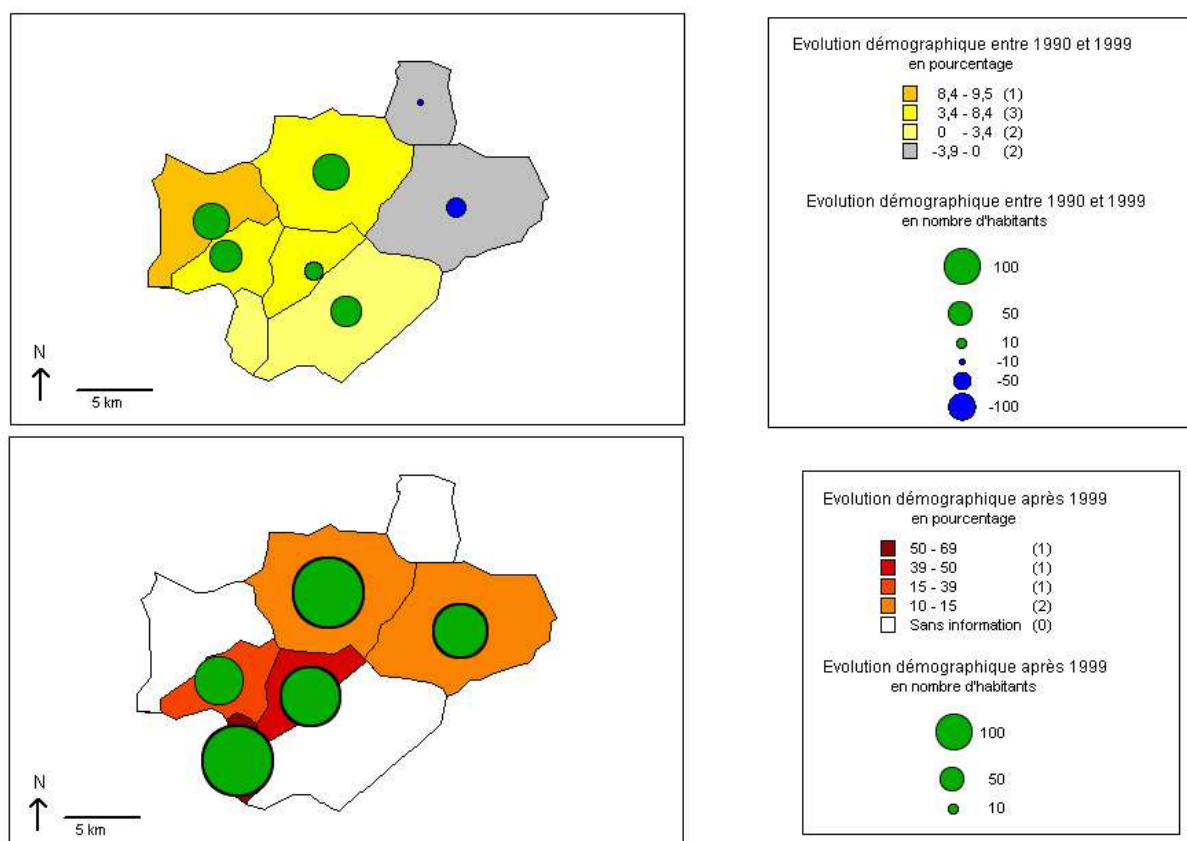 N
5 km
Evolution démographique entre 1990 et 1999
en pourcentage
8,4 - 9,5 (1)
3,4 - 8,4 (3)
0 - 3,4 (2)
-3,9 - 0 (2)
Evolution démographique entre 1990 et 1999
en nombre d'habitants
100
50
10
-10
-50
-100
N
5 km
Evolution démographique après 1999
en pourcentage
50 - 69 (1)
39 - 50 (1)
15 - 39 (1)
10 - 15 (2)
Sans information (0)
Evolution démographique après 1999
en nombre d'habitants
100
50
10